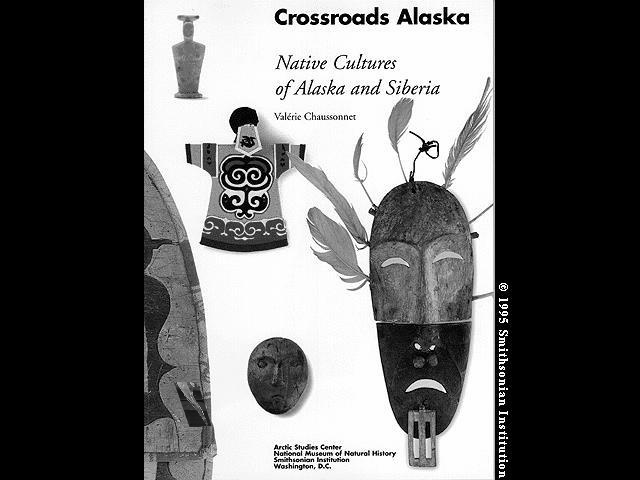 Crossroads Alaska
Native Cultures
of Alaska and Siberia
Valérie Chaussonnet
Arctic Studies Center
National Museum of Natural History
Smithsonian Institution
Washington, D.C.
© 1995 Smithsonian Institution